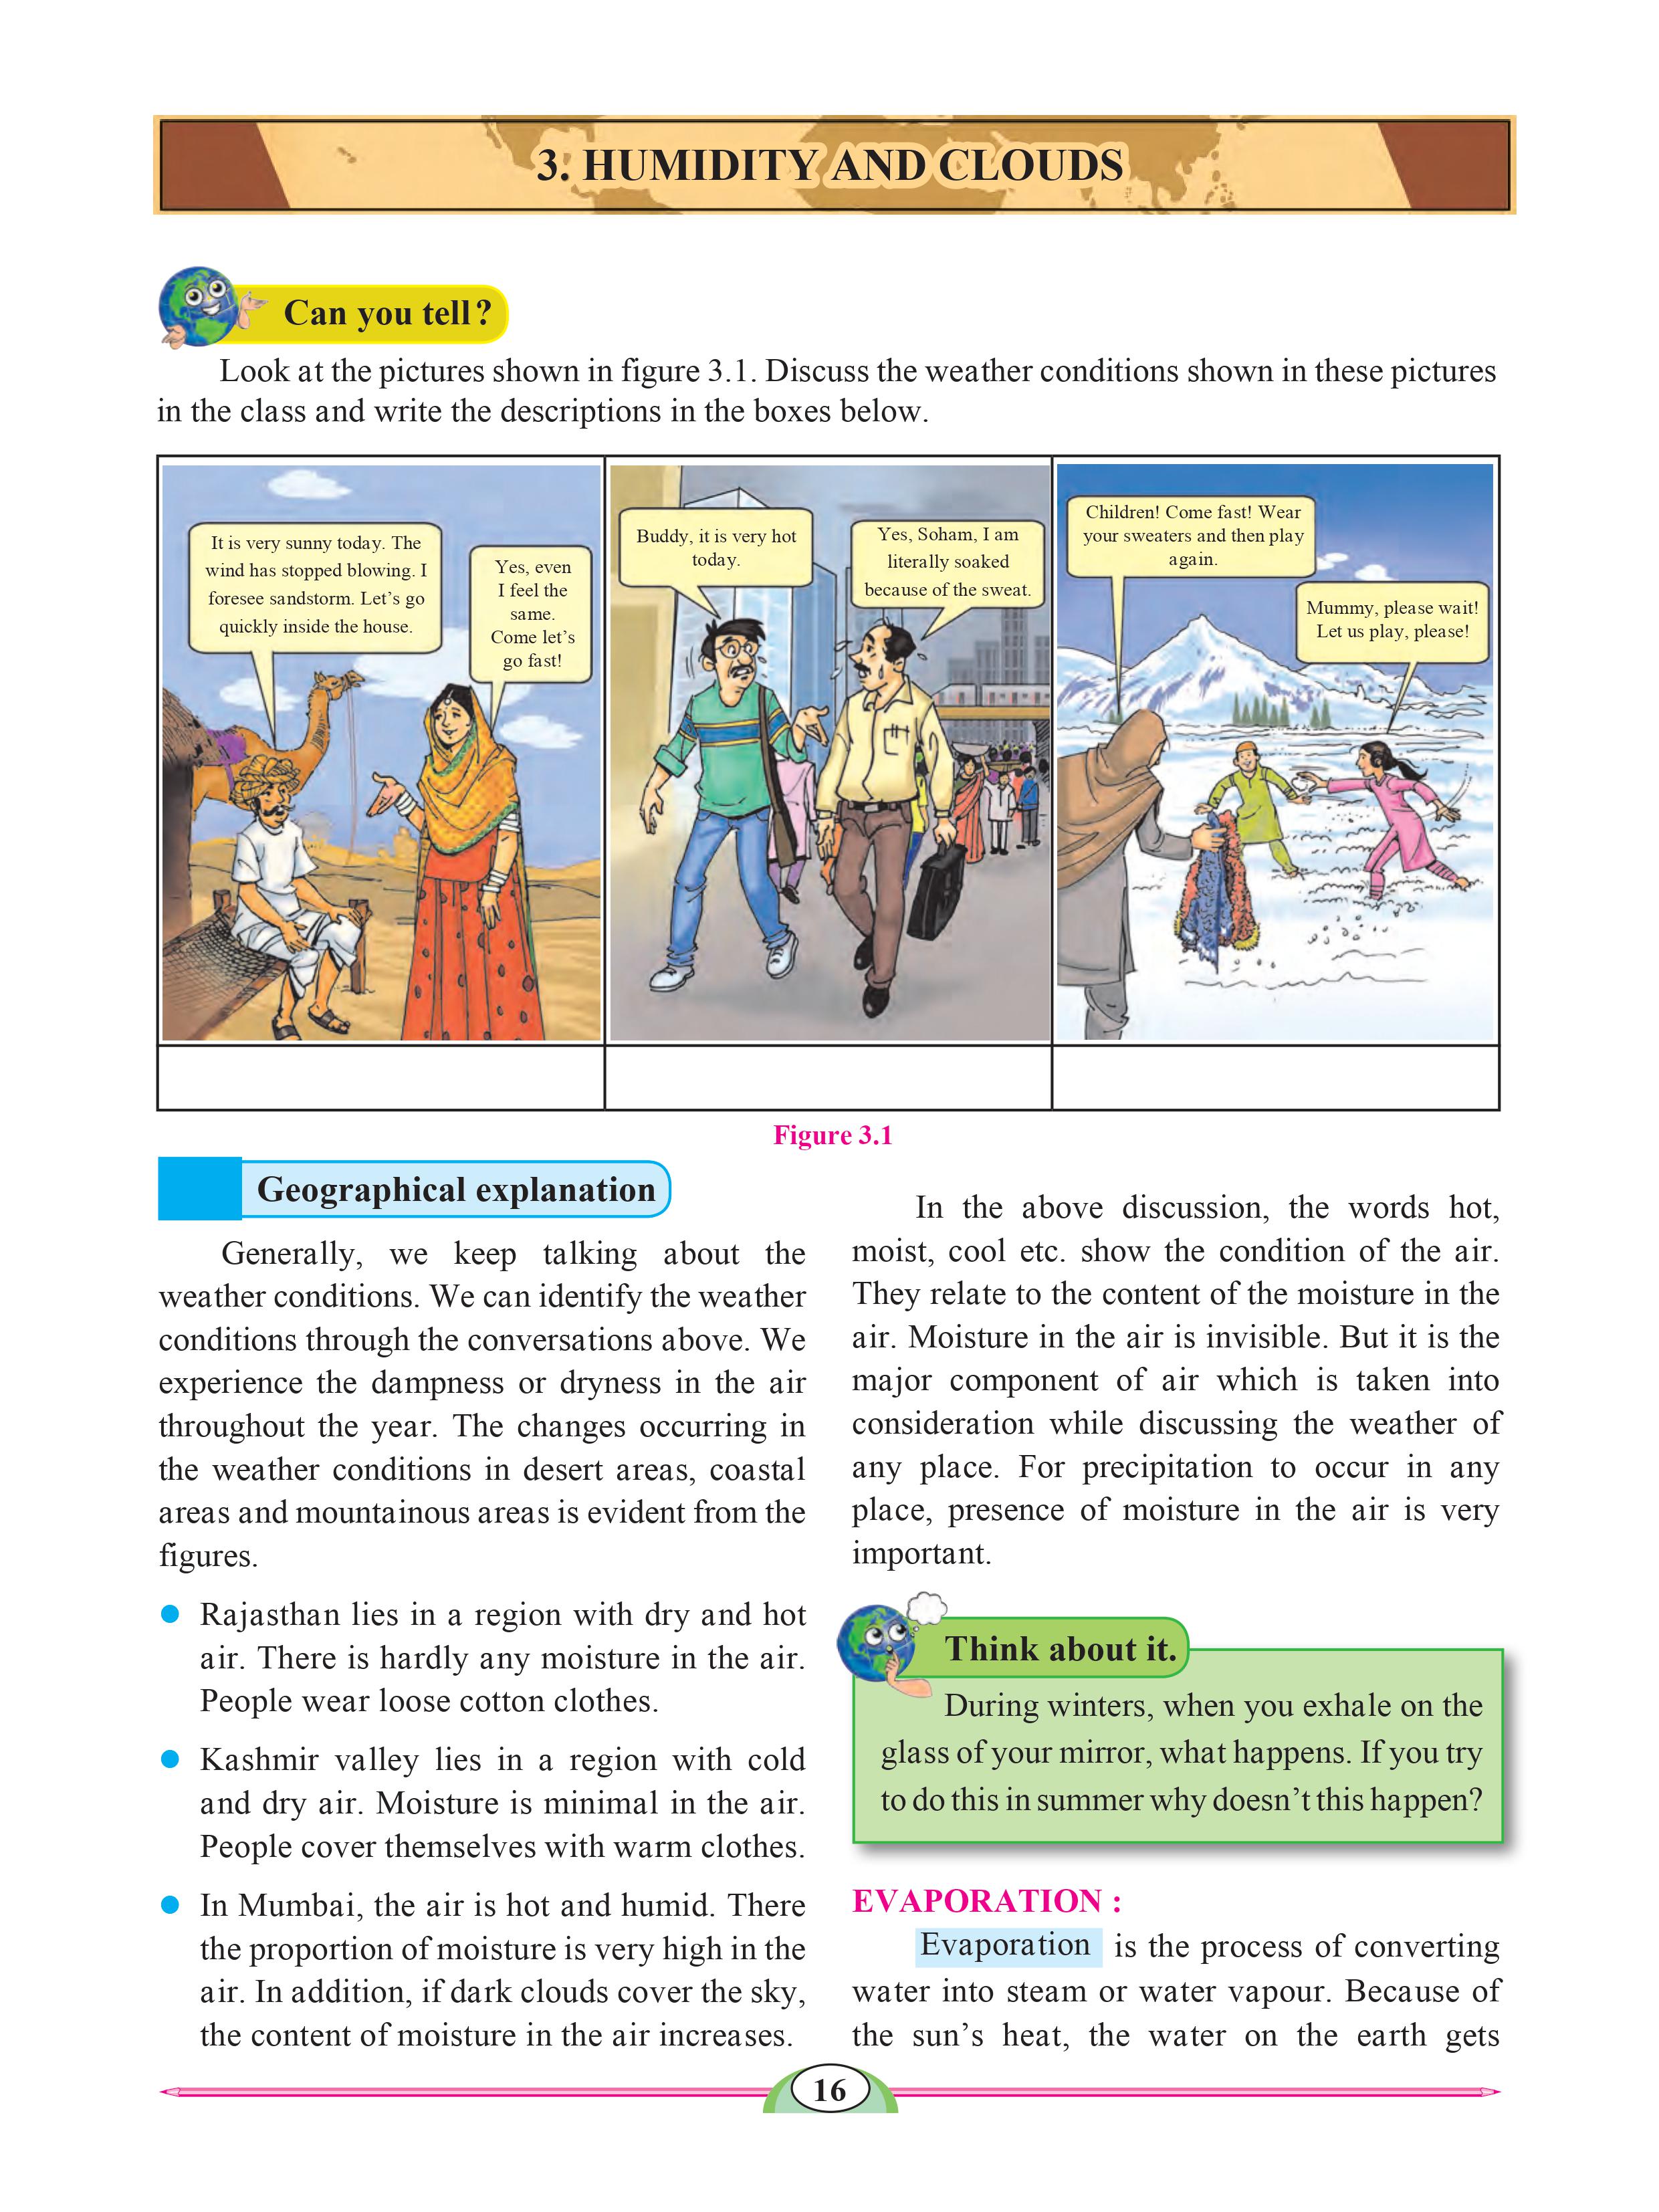 3. HUMIDITY AND CLOUDS
Can you tell?
Look at the pictures shown in figure 3.1. Discuss the weather conditions shown in these pictures
in the class and write the descriptions in the boxes below.
It is very sunny today. The
wind has stopped blowing. I
foresee sandstorm. Let’s go
quickly inside the house.
Yes, even
I feel the
same.
Come let’s
go fast!
Buddy, it is very hot
today.
Yes, Soham, I am
literally soaked
because of the sweat.
Children! Come fast! Wear
your sweaters and then play
again.
Mummy, please wait!
Let us play, please!
Figure 3.1
Geographical explanation
Generally, we keep talking about the
weather conditions. We can identify the weather
conditions through the conversations above. We
experience the dampness or dryness in the air
throughout the year. The changes occurring in
the weather conditions in desert areas, coastal
areas and mountainous areas is evident from the
figures.
● Rajasthan lies in a region with dry and hot
air. There is hardly any moisture in the air.
People wear loose cotton clothes.
● Kashmir valley lies in a region with cold
and dry air. Moisture is minimal in the air.
People cover themselves with warm clothes.
● In Mumbai, the air is hot and humid. There
the proportion of moisture is very high in the
air. In addition, if dark clouds cover the sky,
the content of moisture in the air increases.
In the above discussion, the words hot,
moist, cool etc. show the condition of the air.
They relate to the content of the moisture in the
air. Moisture in the air is invisible. But it is the
major component of air which is taken into
consideration while discussing the weather of
any place. For precipitation to occur in any
place, presence of moisture in the air is very
important.
Think about it.
During winters, when you exhale on the
glass of your mirror, what happens. If you try
to do this in summer why doesn’t this happen?
EVAPORATION :
Evaporation is the process of converting
water into steam or water vapour. Because of
the sun’s heat, the water on the earth gets
16